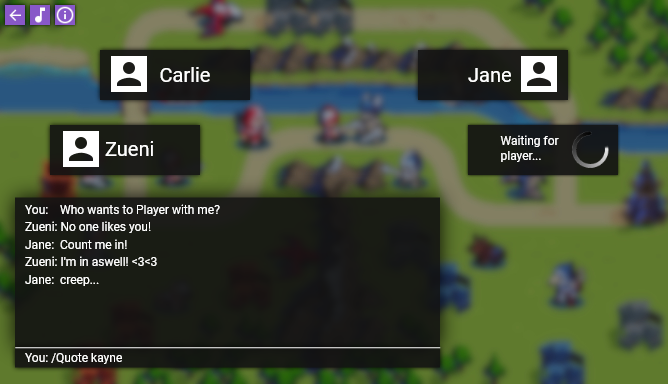 Carlie
Jane
Zueni
Waiting for
player...
You: Who wants to Player with me?
Zueni: No one likes you!
Jane: Count me in!
Zueni: I'm in aswell! <3<3
Jane: creep...
You: /Quote kayne